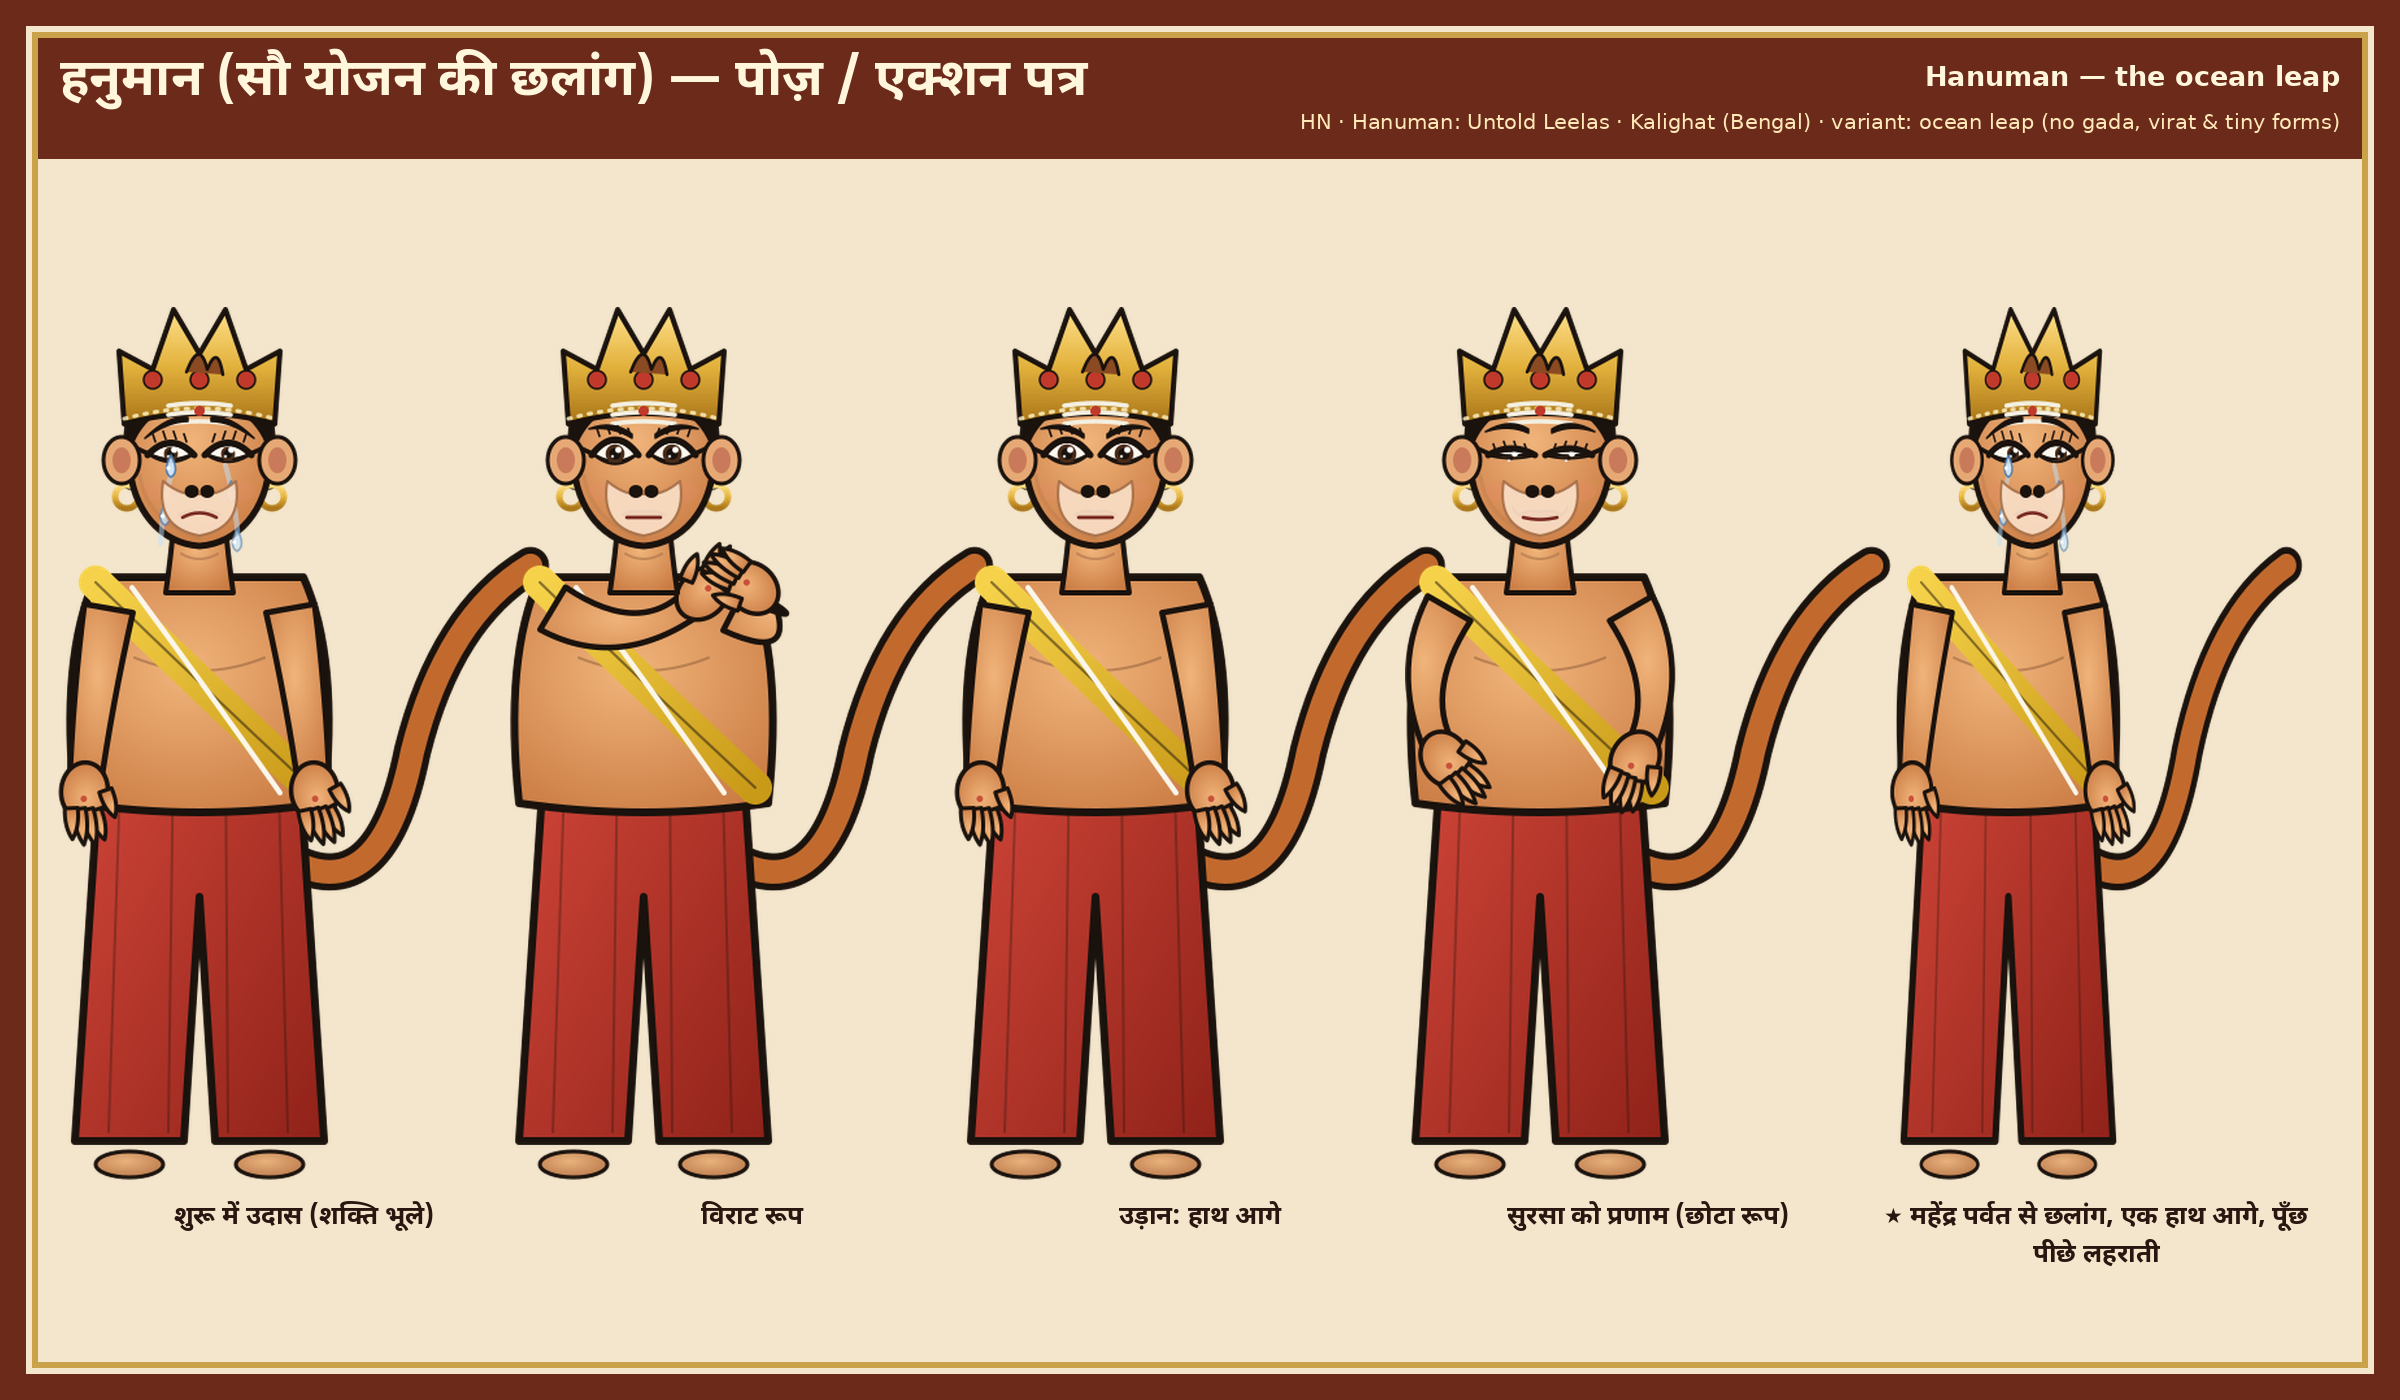 हनुमान (सौ योजन की छलांग) — पोज़ / एक्शन पत्र
Hanuman — the ocean leap
HN · Hanuman: Untold Leelas · Kalighat (Bengal) · variant: ocean leap (no gada, virat & tiny forms)
शुरू में उदास (शक्ति भूले)
विराट रूप
उड़ान: हाथ आगे
सुरसा को प्रणाम (छोटा रूप)
★ महेंद्र पर्वत से छलांग, एक हाथ आगे, पूँछ
पीछे लहराती